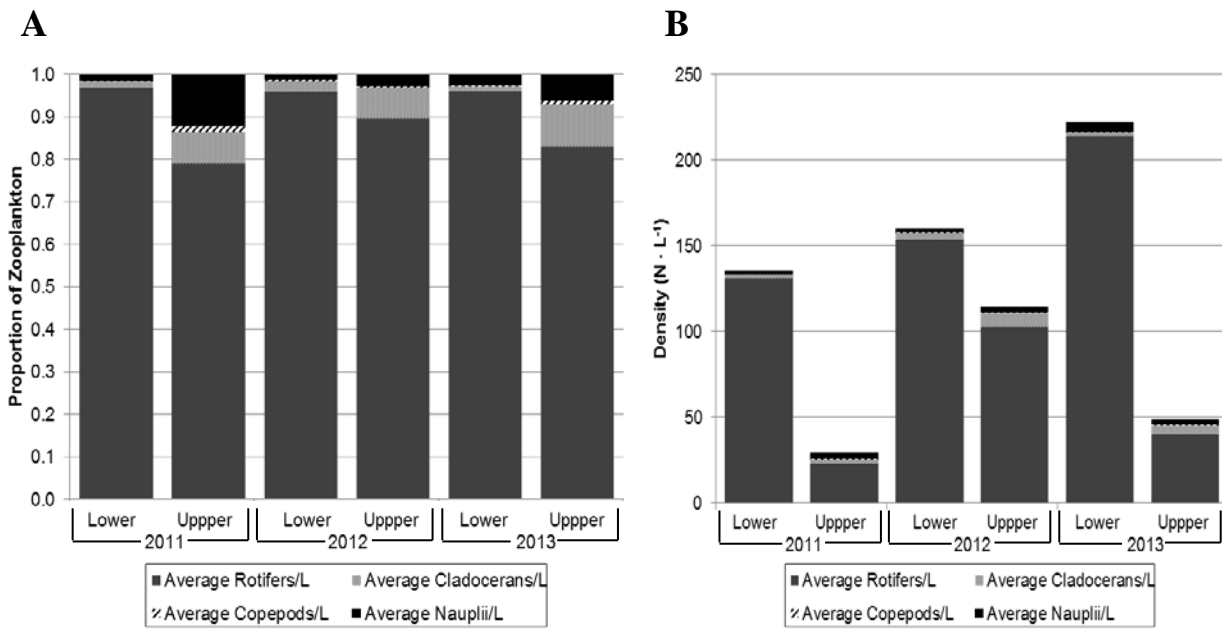 A
B
Proportion of Zooplankton
1.0
0.9
0.8
0.7
0.6
0.5
0.4
0.3
0.2
0.1
0.0
Lower Uppper Lower Uppper Lower Uppper
2011 2012 2013
Average Rotifers/L Average Cladocerans/L
Average Copepods/L Average Nauplii/L
Density (N · L⁻¹)
250
200
150
100
50
0
Lower Uppper Lower Uppper Lower Uppper
2011 2012 2013
Average Rotifers/L Average Cladocerans/L
Average Copepods/L Average Nauplii/L